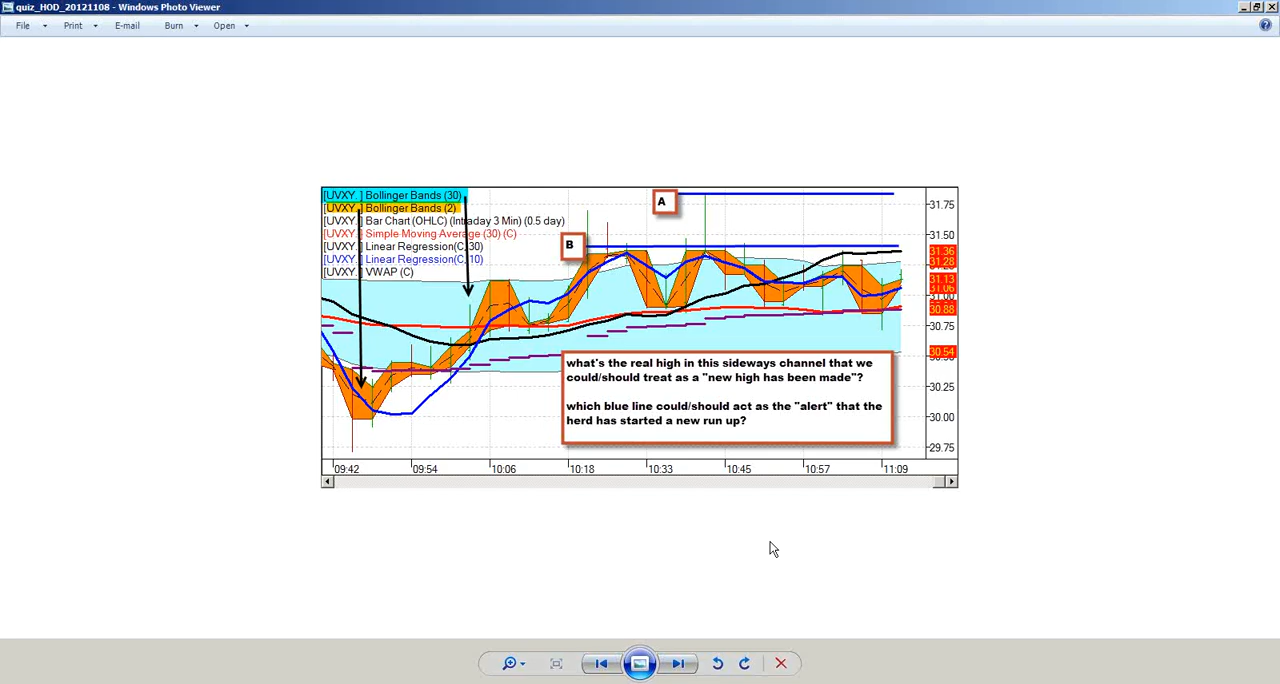 quiz_HOD_20121108 - Windows Photo Viewer
File Print E-mail Burn Open
[UVXY.] Bollinger Bands (30)
[UVXY.] Bollinger Bands (2)
[UVXY.] Bar Chart (OHLC) (Intraday 3 Min) (0.5 day)
[UVXY.] Simple Moving Average (30) (C)
[UVXY.] Linear Regression(C,30)
[UVXY.] Linear Regression(C,10)
[UVXY.] VWAP (C)
A
B
31.75
31.50
31.36
31.28
31.13
31.06
31.00
30.88
30.75
30.54
30.25
30.00
29.75
what's the real high in this sideways channel that we
could/should treat as a "new high has been made"?
which blue line could/should act as the "alert" that the
herd has started a new run up?
09:42 09:54 10:06 10:18 10:33 10:45 10:57 11:09